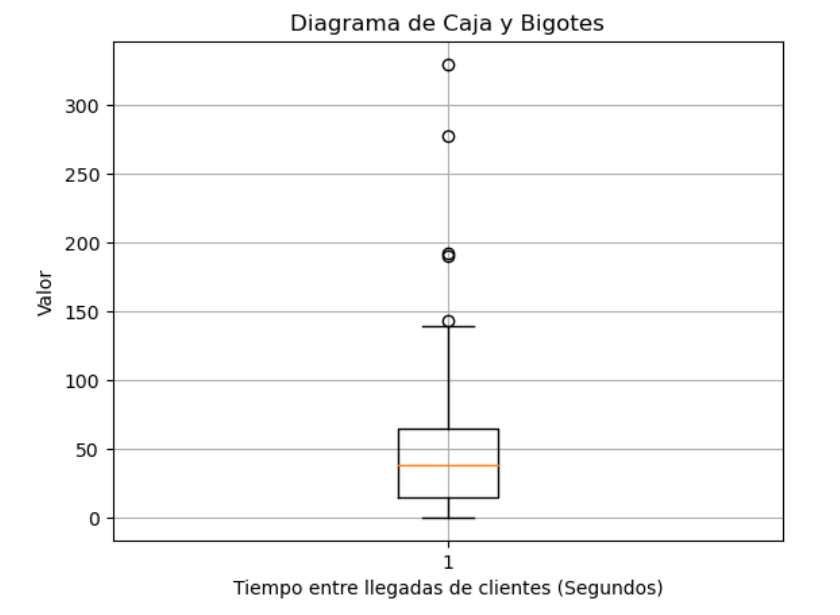 Diagrama de Caja y Bigotes
Valor
300
250
200
150
100
50
0
1
Tiempo entre llegadas de clientes (Segundos)